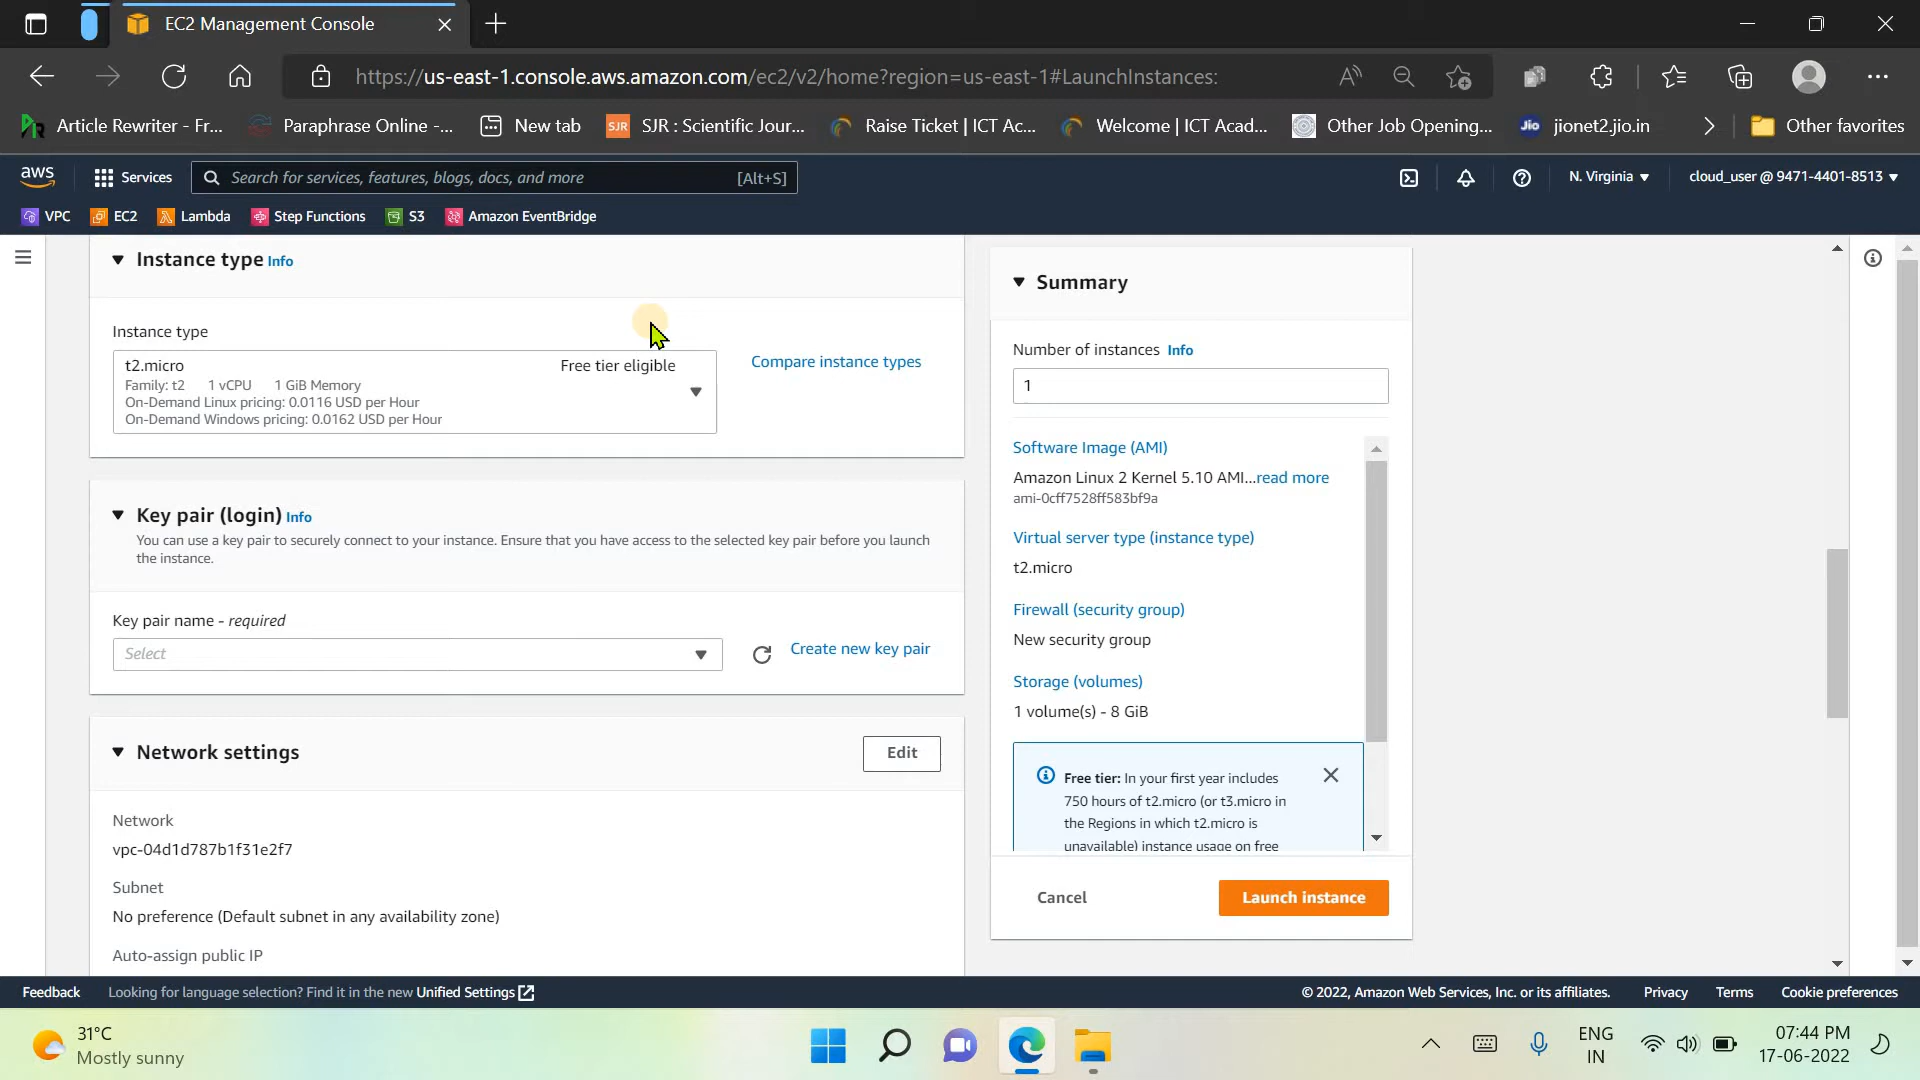 EC2 Management Console
https://us-east-1.console.aws.amazon.com/ec2/v2/home?region=us-east-1#LaunchInstances:
Article Rewriter - Fr...
Paraphrase Online -...
New tab
SJR
SJR : Scientific Jour...
Raise Ticket | ICT Ac...
Welcome | ICT Acad...
Other Job Opening...
Jio
jionet2.jio.in
Other favorites
aws
Services
Search for services, features, blogs, docs, and more
[Alt+S]
N. Virginia
cloud_user @ 9471-4401-8513
VPC
EC2
Lambda
Step Functions
S3
Amazon EventBridge
Instance type Info
Instance type
t2.micro
Free tier eligible
Family: t2 1 vCPU 1 GiB Memory
On-Demand Linux pricing: 0.0116 USD per Hour
On-Demand Windows pricing: 0.0162 USD per Hour
Compare instance types
Key pair (login) Info
You can use a key pair to securely connect to your instance. Ensure that you have access to the selected key pair before you launch
the instance.
Key pair name - required
Select
Create new key pair
Network settings
Edit
Network
vpc-04d1d787b1f31e2f7
Subnet
No preference (Default subnet in any availability zone)
Auto-assign public IP
Summary
Number of instances Info
1
Software Image (AMI)
Amazon Linux 2 Kernel 5.10 AMI...read more
ami-0cff7528ff583bf9a
Virtual server type (instance type)
t2.micro
Firewall (security group)
New security group
Storage (volumes)
1 volume(s) - 8 GiB
Free tier: In your first year includes
750 hours of t2.micro (or t3.micro in
the Regions in which t2.micro is
unavailable) instance usage on free
Cancel
Launch instance
Feedback
Looking for language selection? Find it in the new Unified Settings
© 2022, Amazon Web Services, Inc. or its affiliates.
Privacy
Terms
Cookie preferences
31°C
Mostly sunny
ENG
IN
07:44 PM
17-06-2022